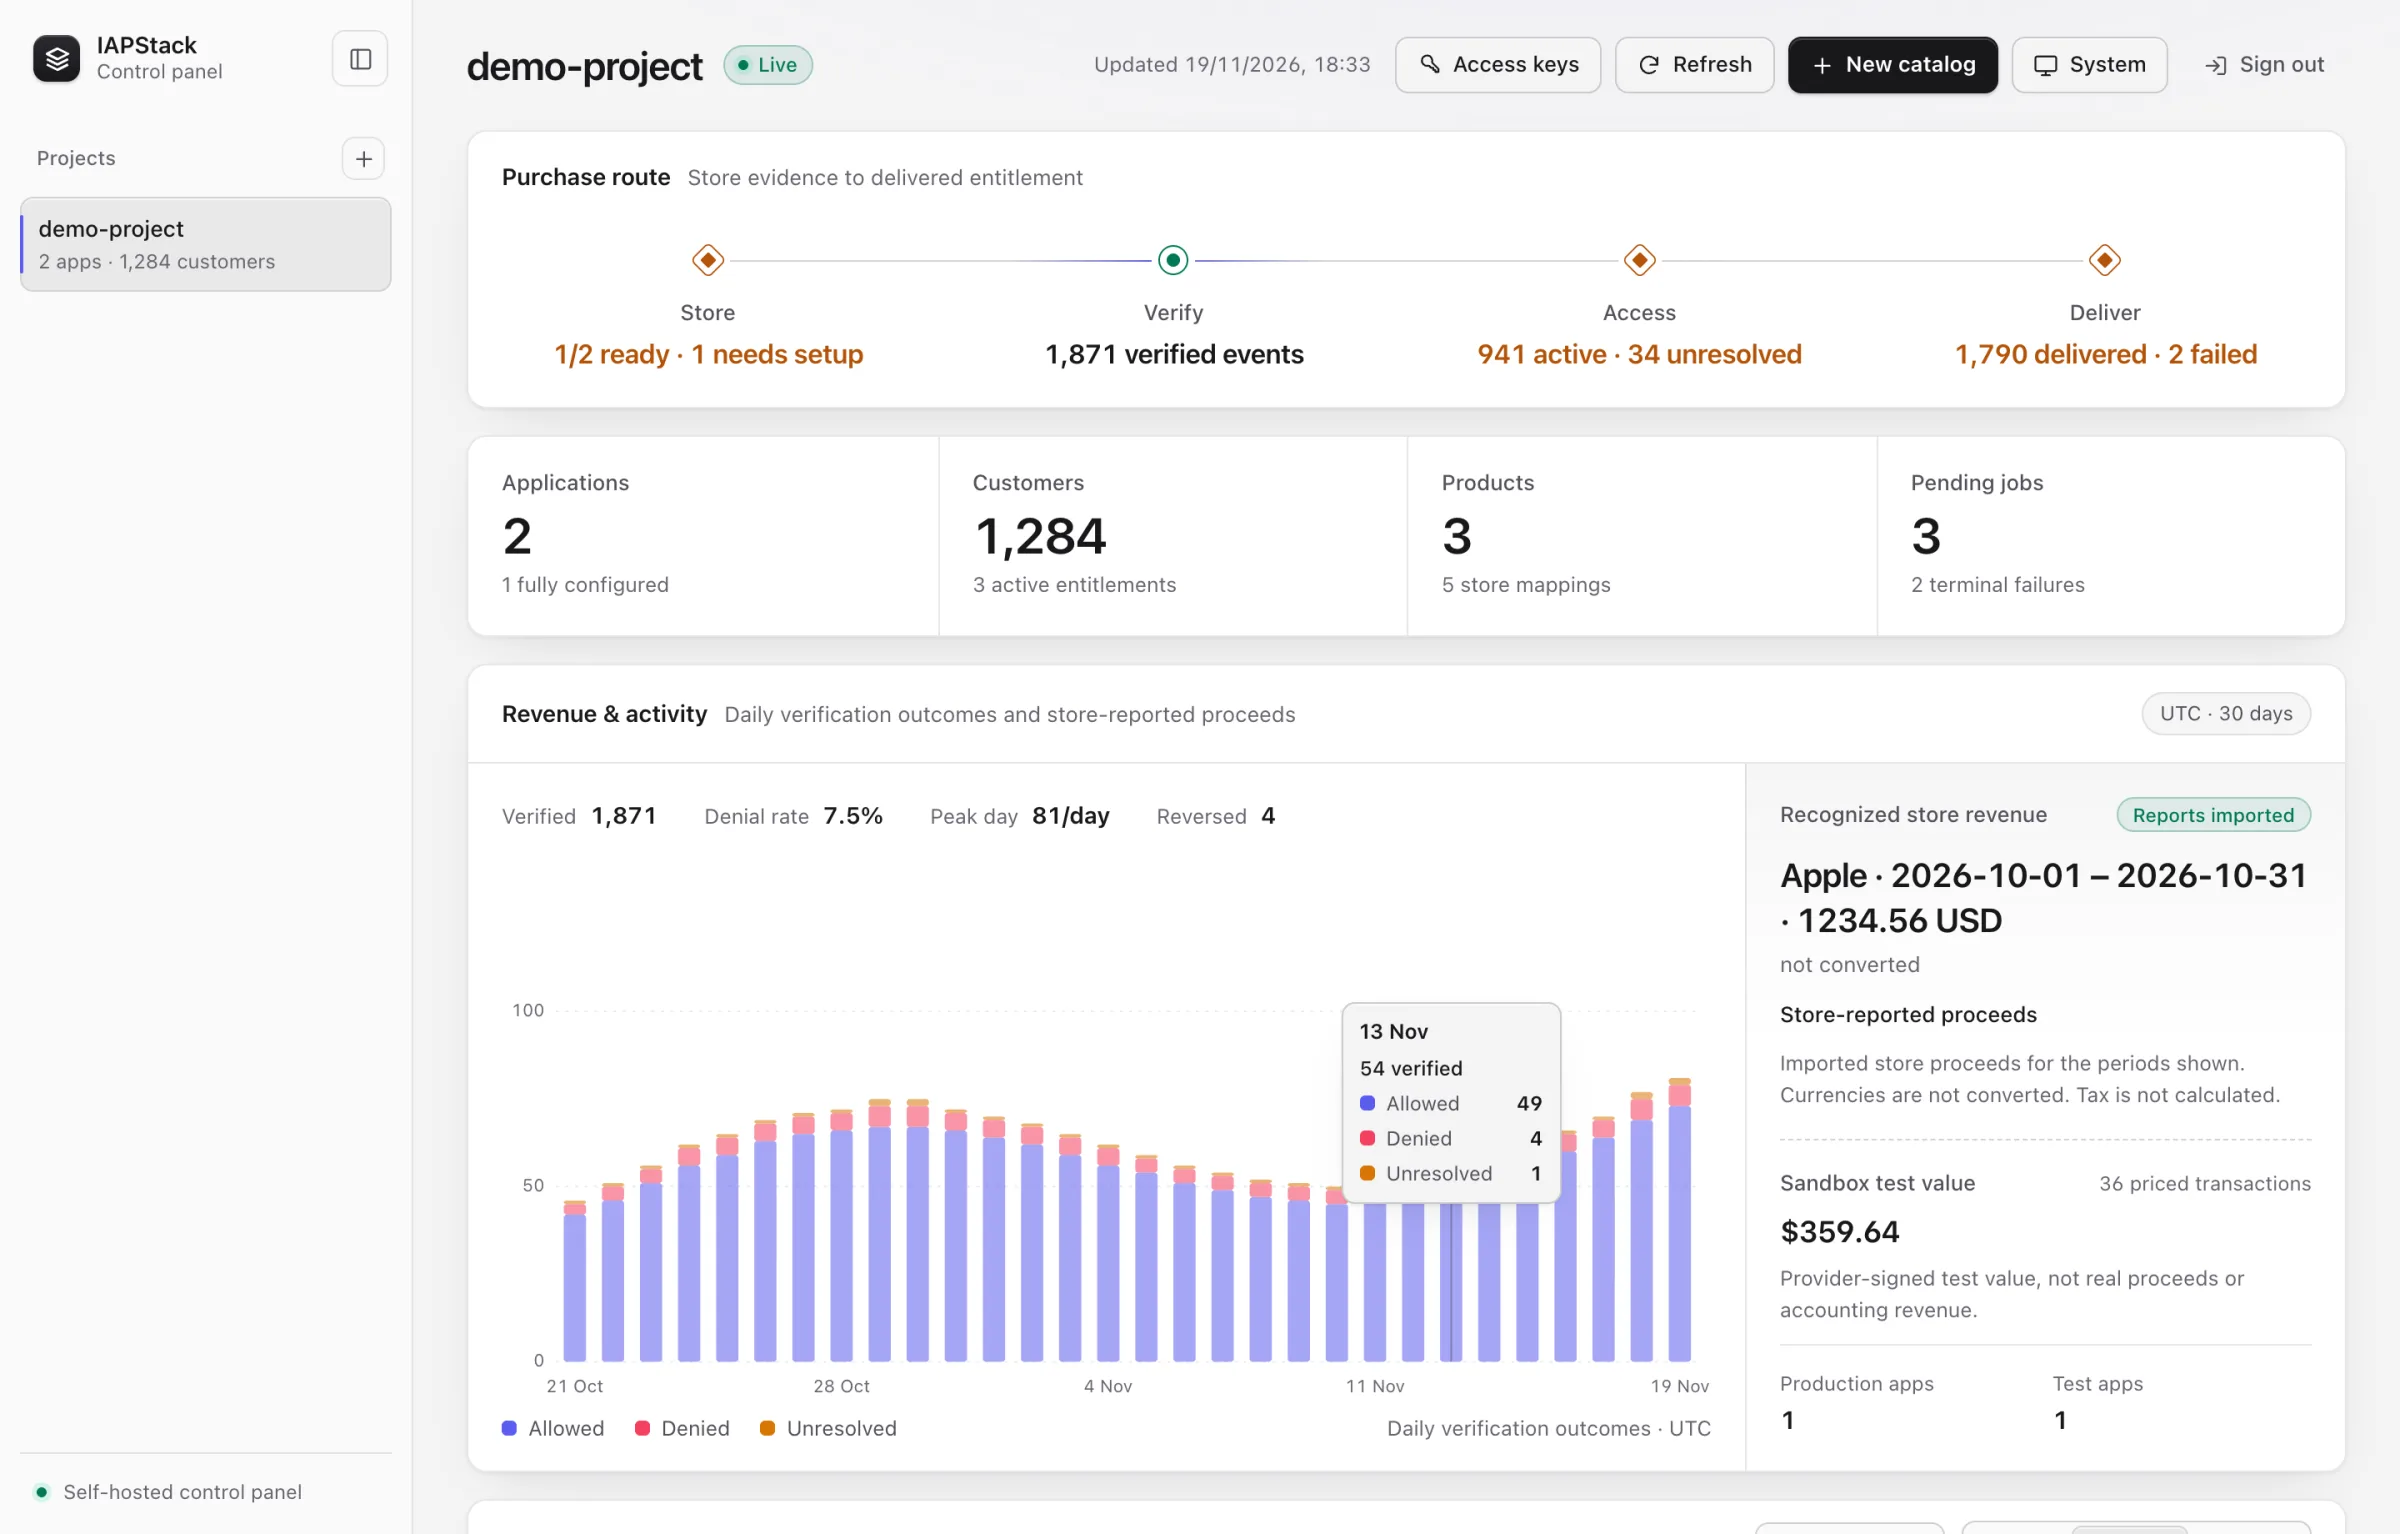 IAPStack
Control panel
Projects
demo-project
2 apps · 1,284 customers
Self-hosted control panel
demo-project
Live
Updated 19/11/2026, 18:33
Access keys
Refresh
New catalog
System
Sign out
Purchase route Store evidence to delivered entitlement
Store
1/2 ready · 1 needs setup
Verify
1,871 verified events
Access
941 active · 34 unresolved
Deliver
1,790 delivered · 2 failed
Applications
2
1 fully configured
Customers
1,284
3 active entitlements
Products
3
5 store mappings
Pending jobs
3
2 terminal failures
Revenue & activity Daily verification outcomes and store-reported proceeds
UTC · 30 days
Verified 1,871 Denial rate 7.5% Peak day 81/day Reversed 4
100
50
0
13 Nov
54 verified
Allowed 49
Denied 4
Unresolved 1
21 Oct
28 Oct
4 Nov
11 Nov
19 Nov
Allowed Denied Unresolved
Daily verification outcomes · UTC
Recognized store revenue
Reports imported
Apple · 2026-10-01 – 2026-10-31
· 1234.56 USD
not converted
Store-reported proceeds
Imported store proceeds for the periods shown.
Currencies are not converted. Tax is not calculated.
Sandbox test value
36 priced transactions
$359.64
Provider-signed test value, not real proceeds or
accounting revenue.
Production apps
1
Test apps
1